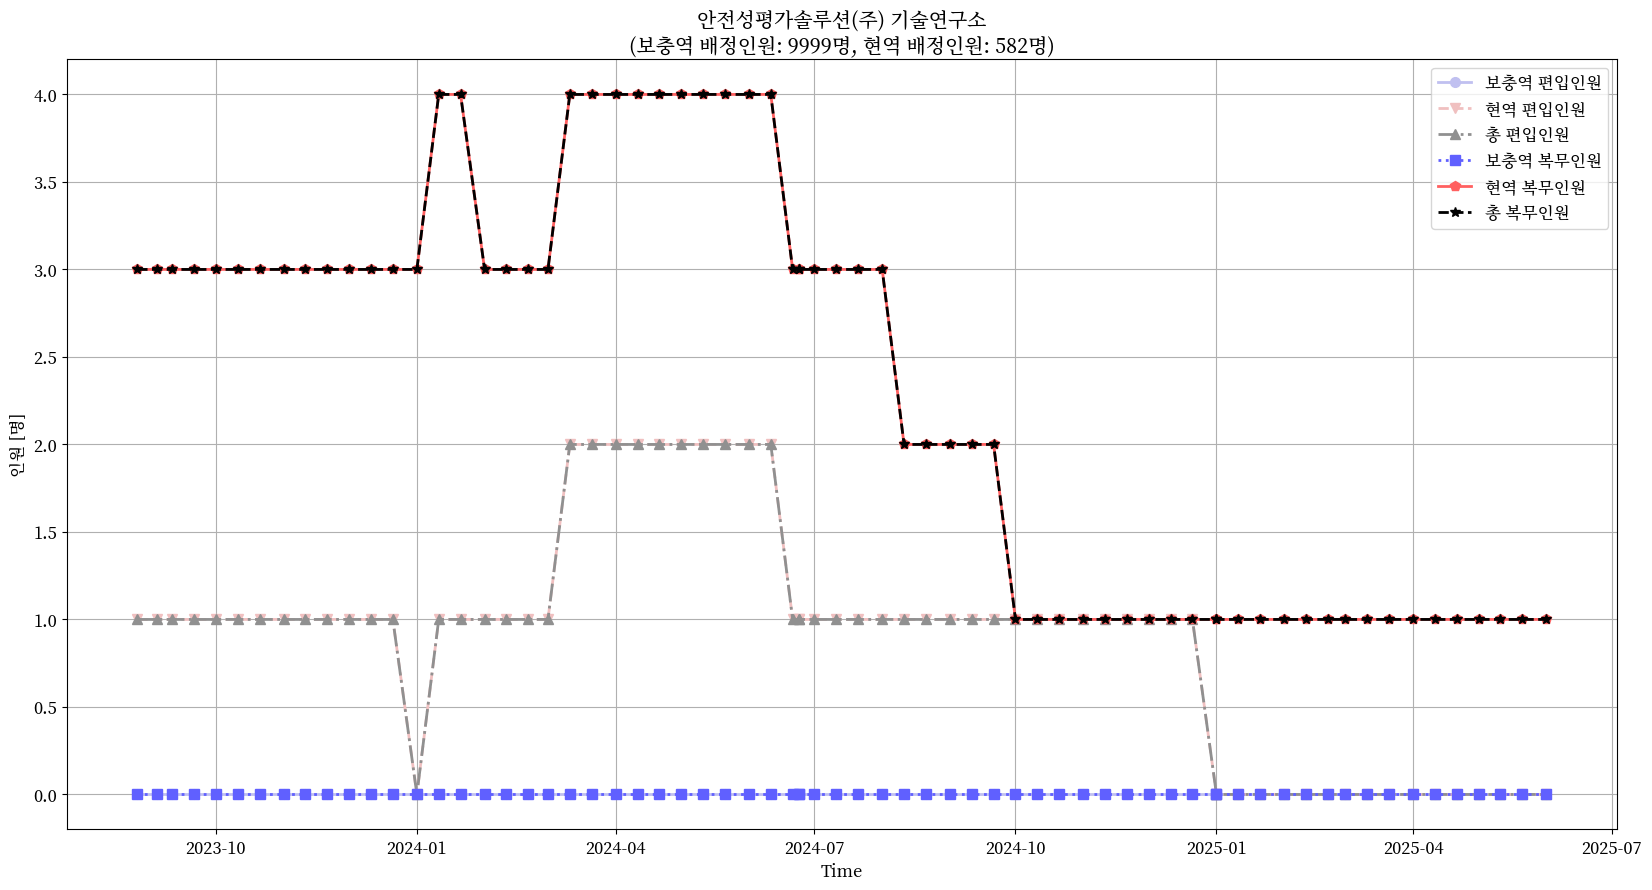 안전성평가솔루션(주) 기술연구소
(보충역 배정인원: 9999명, 현역 배정인원: 582명)
보충역 편입인원
현역 편입인원
총 편입인원
보충역 복무인원
현역 복무인원
총 복무인원
인원 [명]
4.0
3.5
3.0
2.5
2.0
1.5
1.0
0.5
0.0
2023-10
2024-01
2024-04
2024-07
2024-10
2025-01
2025-04
2025-07
Time